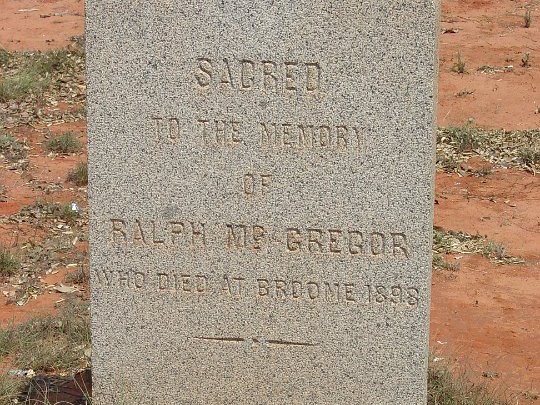 SACRED
TO THE MEMORY
OF
RALPH Mc GREGOR
WHO DIED AT BROOME 1898